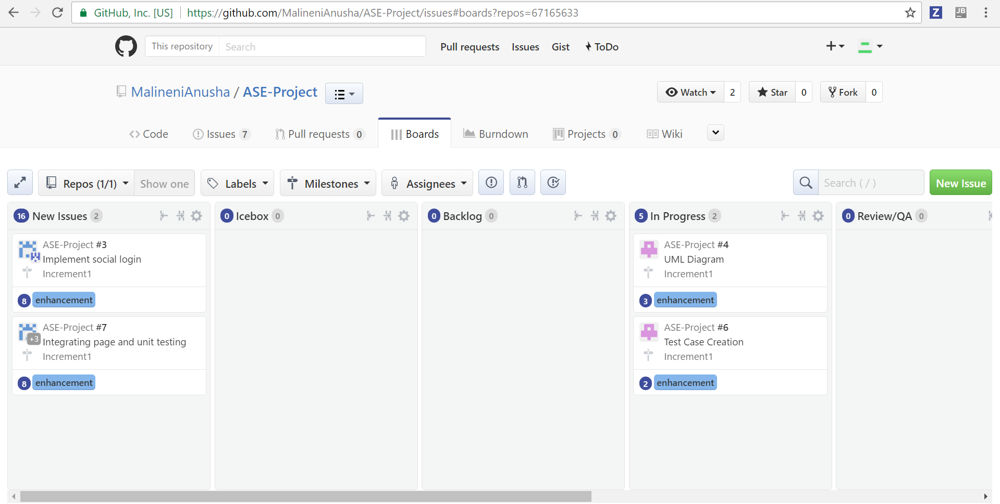 GitHub, Inc. [US] https://github.com/MalineniAnusha/ASE-Project/issues#boards?repos=67165633
Z
JB
This repository Search Pull requests Issues Gist ToDo
MalineniAnusha / ASE-Project
Watch 2 Star 0 Fork 0
Code Issues 7 Pull requests 0 Boards Burndown Projects 0 Wiki
Repos (1/1) Show one Labels Milestones Assignees Search ( / ) New Issue
16 New Issues 2
ASE-Project #3
Implement social login
Increment1
8 enhancement
ASE-Project #7
+3
Integrating page and unit testing
Increment1
8 enhancement
0 Icebox 0
0 Backlog 0
5 In Progress 2
ASE-Project #4
UML Diagram
Increment1
3 enhancement
ASE-Project #6
Test Case Creation
Increment1
2 enhancement
0 Review/QA 0